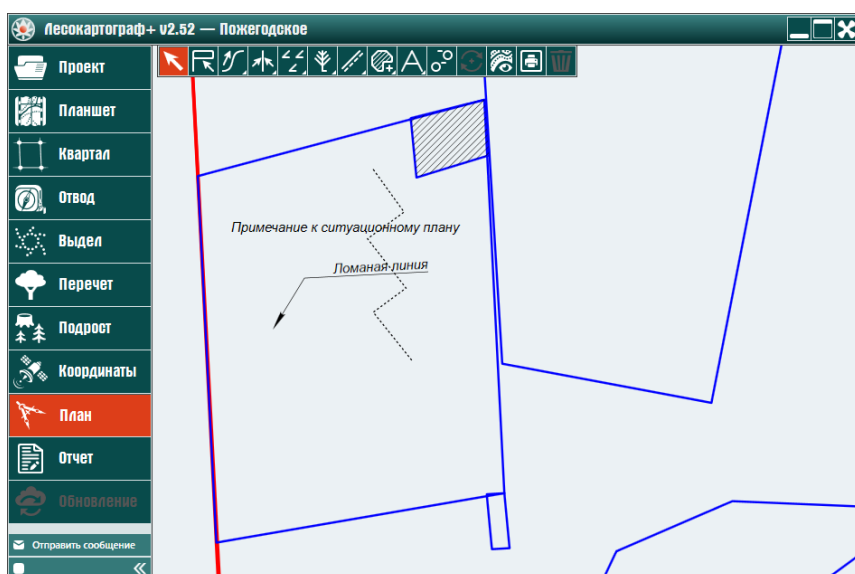 Лесокартограф+ v2.52 — Пожегодское
Проект
Планшет
Квартал
Отвод
Выдел
Перечет
Подрост
Координаты
План
Отчет
Обновление
Отправить сообщение
Примечание к ситуационному плану
Ломаная линия